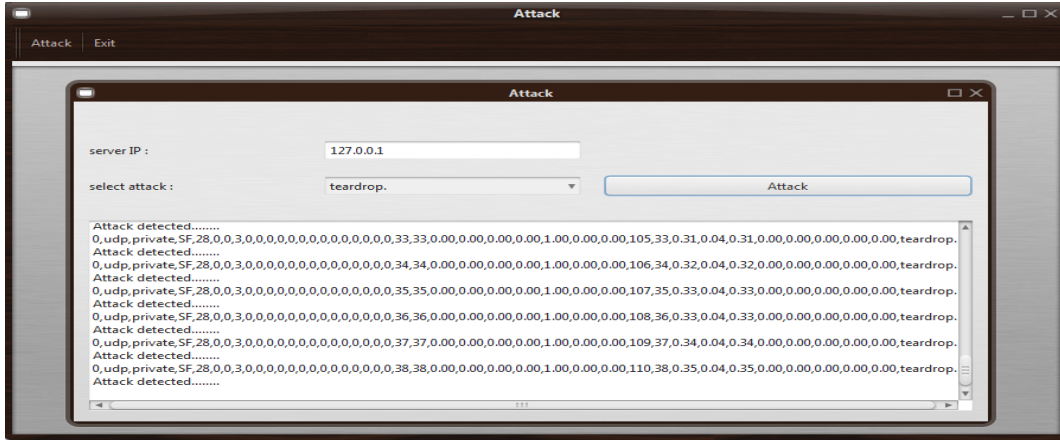 Attack
Attack Exit
Attack
server IP : 127.0.0.1
select attack : teardrop. Attack
Attack detected........
0,udp,private,SF,28,0,0,3,0,0,0,0,0,0,0,0,0,0,0,0,0,0,33,33,0.00,0.00,0.00,0.00,1.00,0.00,0.00,105,33,0.31,0.04,0.31,0.00,0.00,0.00,0.00,0.00,teardrop.
Attack detected........
0,udp,private,SF,28,0,0,3,0,0,0,0,0,0,0,0,0,0,0,0,0,0,34,34,0.00,0.00,0.00,0.00,1.00,0.00,0.00,106,34,0.32,0.04,0.32,0.00,0.00,0.00,0.00,0.00,teardrop.
Attack detected........
0,udp,private,SF,28,0,0,3,0,0,0,0,0,0,0,0,0,0,0,0,0,0,35,35,0.00,0.00,0.00,0.00,1.00,0.00,0.00,107,35,0.33,0.04,0.33,0.00,0.00,0.00,0.00,0.00,teardrop.
Attack detected........
0,udp,private,SF,28,0,0,3,0,0,0,0,0,0,0,0,0,0,0,0,0,0,36,36,0.00,0.00,0.00,0.00,1.00,0.00,0.00,108,36,0.33,0.04,0.33,0.00,0.00,0.00,0.00,0.00,teardrop.
Attack detected........
0,udp,private,SF,28,0,0,3,0,0,0,0,0,0,0,0,0,0,0,0,0,0,37,37,0.00,0.00,0.00,0.00,1.00,0.00,0.00,109,37,0.34,0.04,0.34,0.00,0.00,0.00,0.00,0.00,teardrop.
Attack detected........
0,udp,private,SF,28,0,0,3,0,0,0,0,0,0,0,0,0,0,0,0,0,0,38,38,0.00,0.00,0.00,0.00,1.00,0.00,0.00,110,38,0.35,0.04,0.35,0.00,0.00,0.00,0.00,0.00,teardrop.
Attack detected........